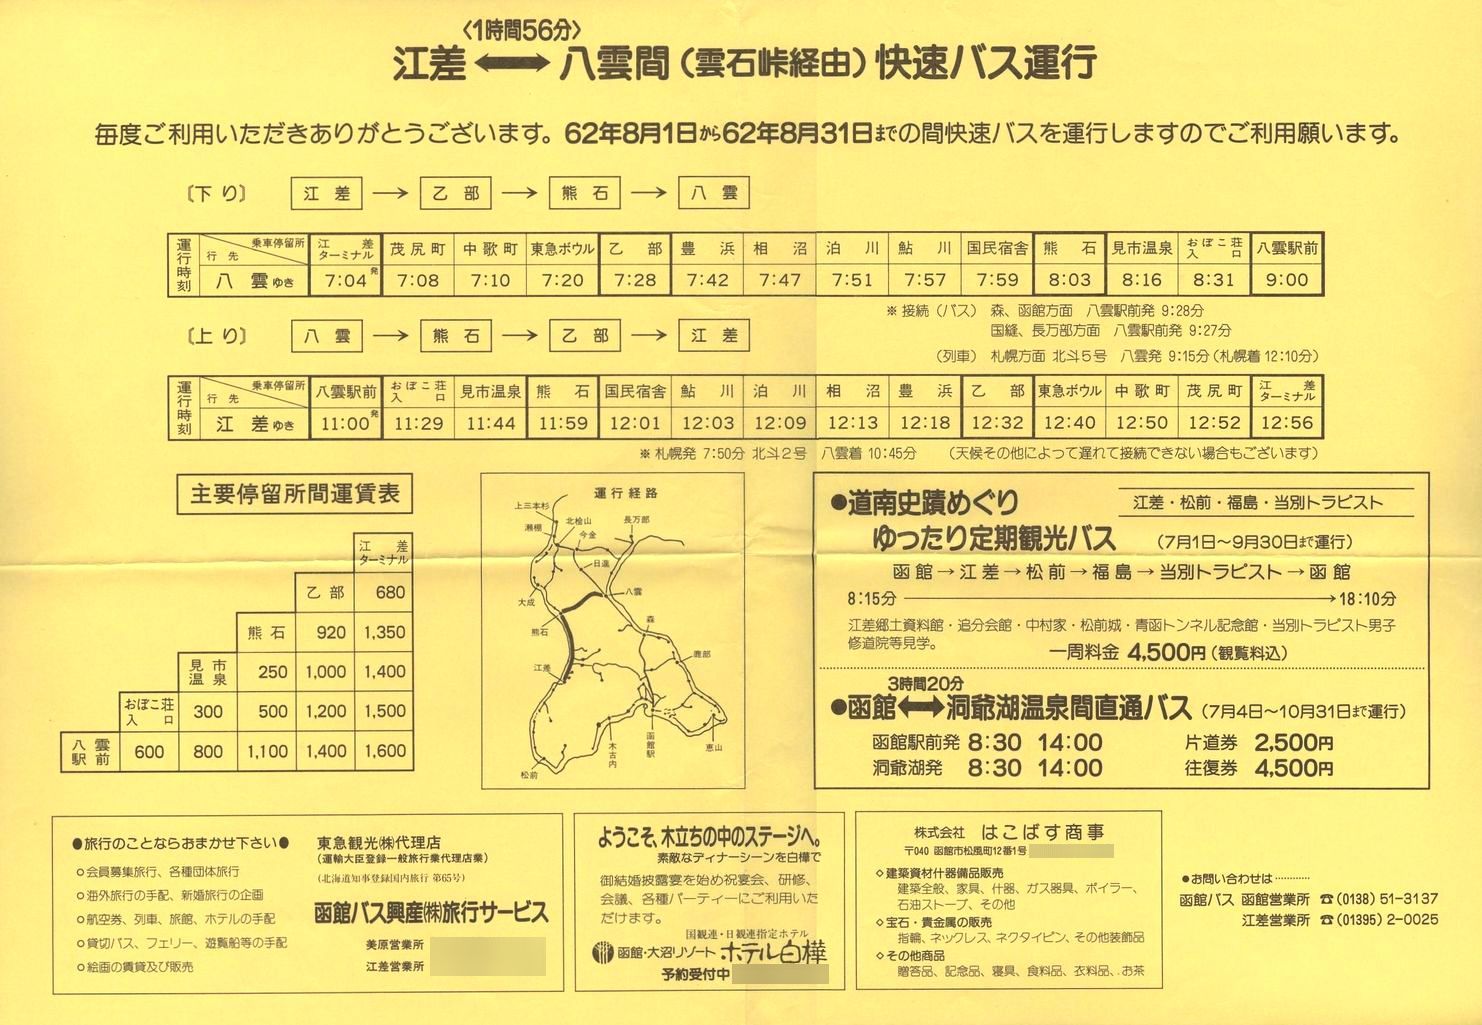 〈1時間56分〉
江差⟷八雲間(雲石峠経由)快速バス運行
毎度ご利用いただきありがとうございます。62年8月1日から62年8月31日までの間快速バスを運行しますのでご利用願います。
〔下り〕 江差→乙部→熊石→八雲
運行時刻 行先 乗車停留所 江差ターミナル 茂尻町 中歌町 東急ボウル 乙部 豊浜 相沼 泊川 鮎川 国民宿舎 熊石 見市温泉 おぼこ荘入口 八雲駅前
八雲ゆき 7:04発 7:08 7:10 7:20 7:28 7:42 7:47 7:51 7:57 7:59 8:03 8:16 8:31 9:00
※接続(バス) 森、函館方面 八雲駅前発 9:28分
国縫、長万部方面 八雲駅前発 9:27分
(列車) 札幌方面 北斗5号 八雲発 9:15分(札幌着12:10分)
〔上り〕 八雲→熊石→乙部→江差
運行時刻 行先 乗車停留所 八雲駅前 おぼこ荘入口 見市温泉 熊石 国民宿舎 鮎川 泊川 相沼 豊浜 乙部 東急ボウル 中歌町 茂尻町 江差ターミナル
江差ゆき 11:00発 11:29 11:44 11:59 12:01 12:03 12:09 12:13 12:18 12:32 12:40 12:50 12:52 12:56
※札幌発 7:50分 北斗2号 八雲着 10:45分 (天候その他によって遅れて接続できない場合もございます)
主要停留所間運賃表
江差ターミナル
乙部 680
熊石 920 1,350
見市温泉 250 1,000 1,400
おぼこ荘入口 300 500 1,200 1,500
八雲駅前 600 800 1,100 1,400 1,600
運行経路
上三本杉
瀬棚
北桧山
今金
長万部
日進
大成
八雲
熊石
森
江差
鹿部
木古内
函館駅
恵山
松前
●道南史蹟めぐり
ゆったり定期観光バス
江差・松前・福島・当別トラピスト
(7月1日〜9月30日まで運行)
函館→江差→松前→福島→当別トラピスト→函館
8:15分→18:10分
江差郷土資料館・追分会館・中村家・松前城・青函トンネル記念館・当別トラピスト男子
修道院等見学。
一周料金 4,500円(観覧料込)
3時間20分
●函館⟷洞爺湖温泉間直通バス (7月4日〜10月31日まで運行)
函館駅前発 8:30 14:00 片道券 2,500円
洞爺湖発 8:30 14:00 往復券 4,500円
●旅行のことならおまかせ下さい●
○会員募集旅行、各種団体旅行
○海外旅行の手配、新婚旅行の企画
○航空券、列車、旅館、ホテルの手配
○貸切バス、フェリー、遊覧船等の手配
○絵画の賃貸及び販売
東急観光㈱代理店
(運輸大臣登録一般旅行業代理店業)
(北海道知事登録国内旅行 第65号)
函館バス興産㈱旅行サービス
美原営業所
江差営業所
ようこそ、木立ちの中のステージへ。
素敵なディナーシーンを白樺で
御結婚披露宴を始め祝宴会、研修、
会議、各種パーティーにご利用いた
だけます。
国観連・日観連指定ホテル
函館・大沼リゾート ホテル白樺
予約受付中
株式会社 はこばす商事
〒040 函館市松風町12番1号
◇建築資材什器備品販売
建築全般、家具、什器、ガス器具、ボイラー、
石油ストーブ、その他
◇宝石・貴金属の販売
指輪、ネックレス、ネクタイピン、その他装飾品
◇その他商品
贈答品、記念品、寝具、食料品、衣料品、お茶
●お問い合わせは…………
函館バス 函館営業所 ☎(0138)51-3137
江差営業所 ☎(01395)2-0025